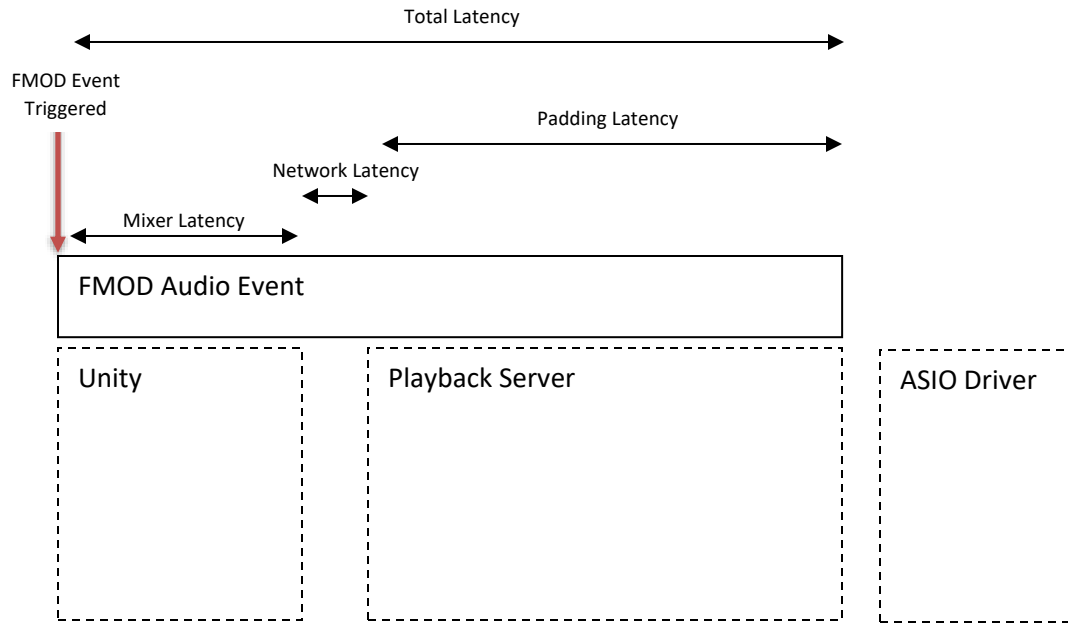 Total Latency
FMOD Event
Triggered
Padding Latency
Network Latency
Mixer Latency
FMOD Audio Event
Unity
Playback Server
ASIO Driver